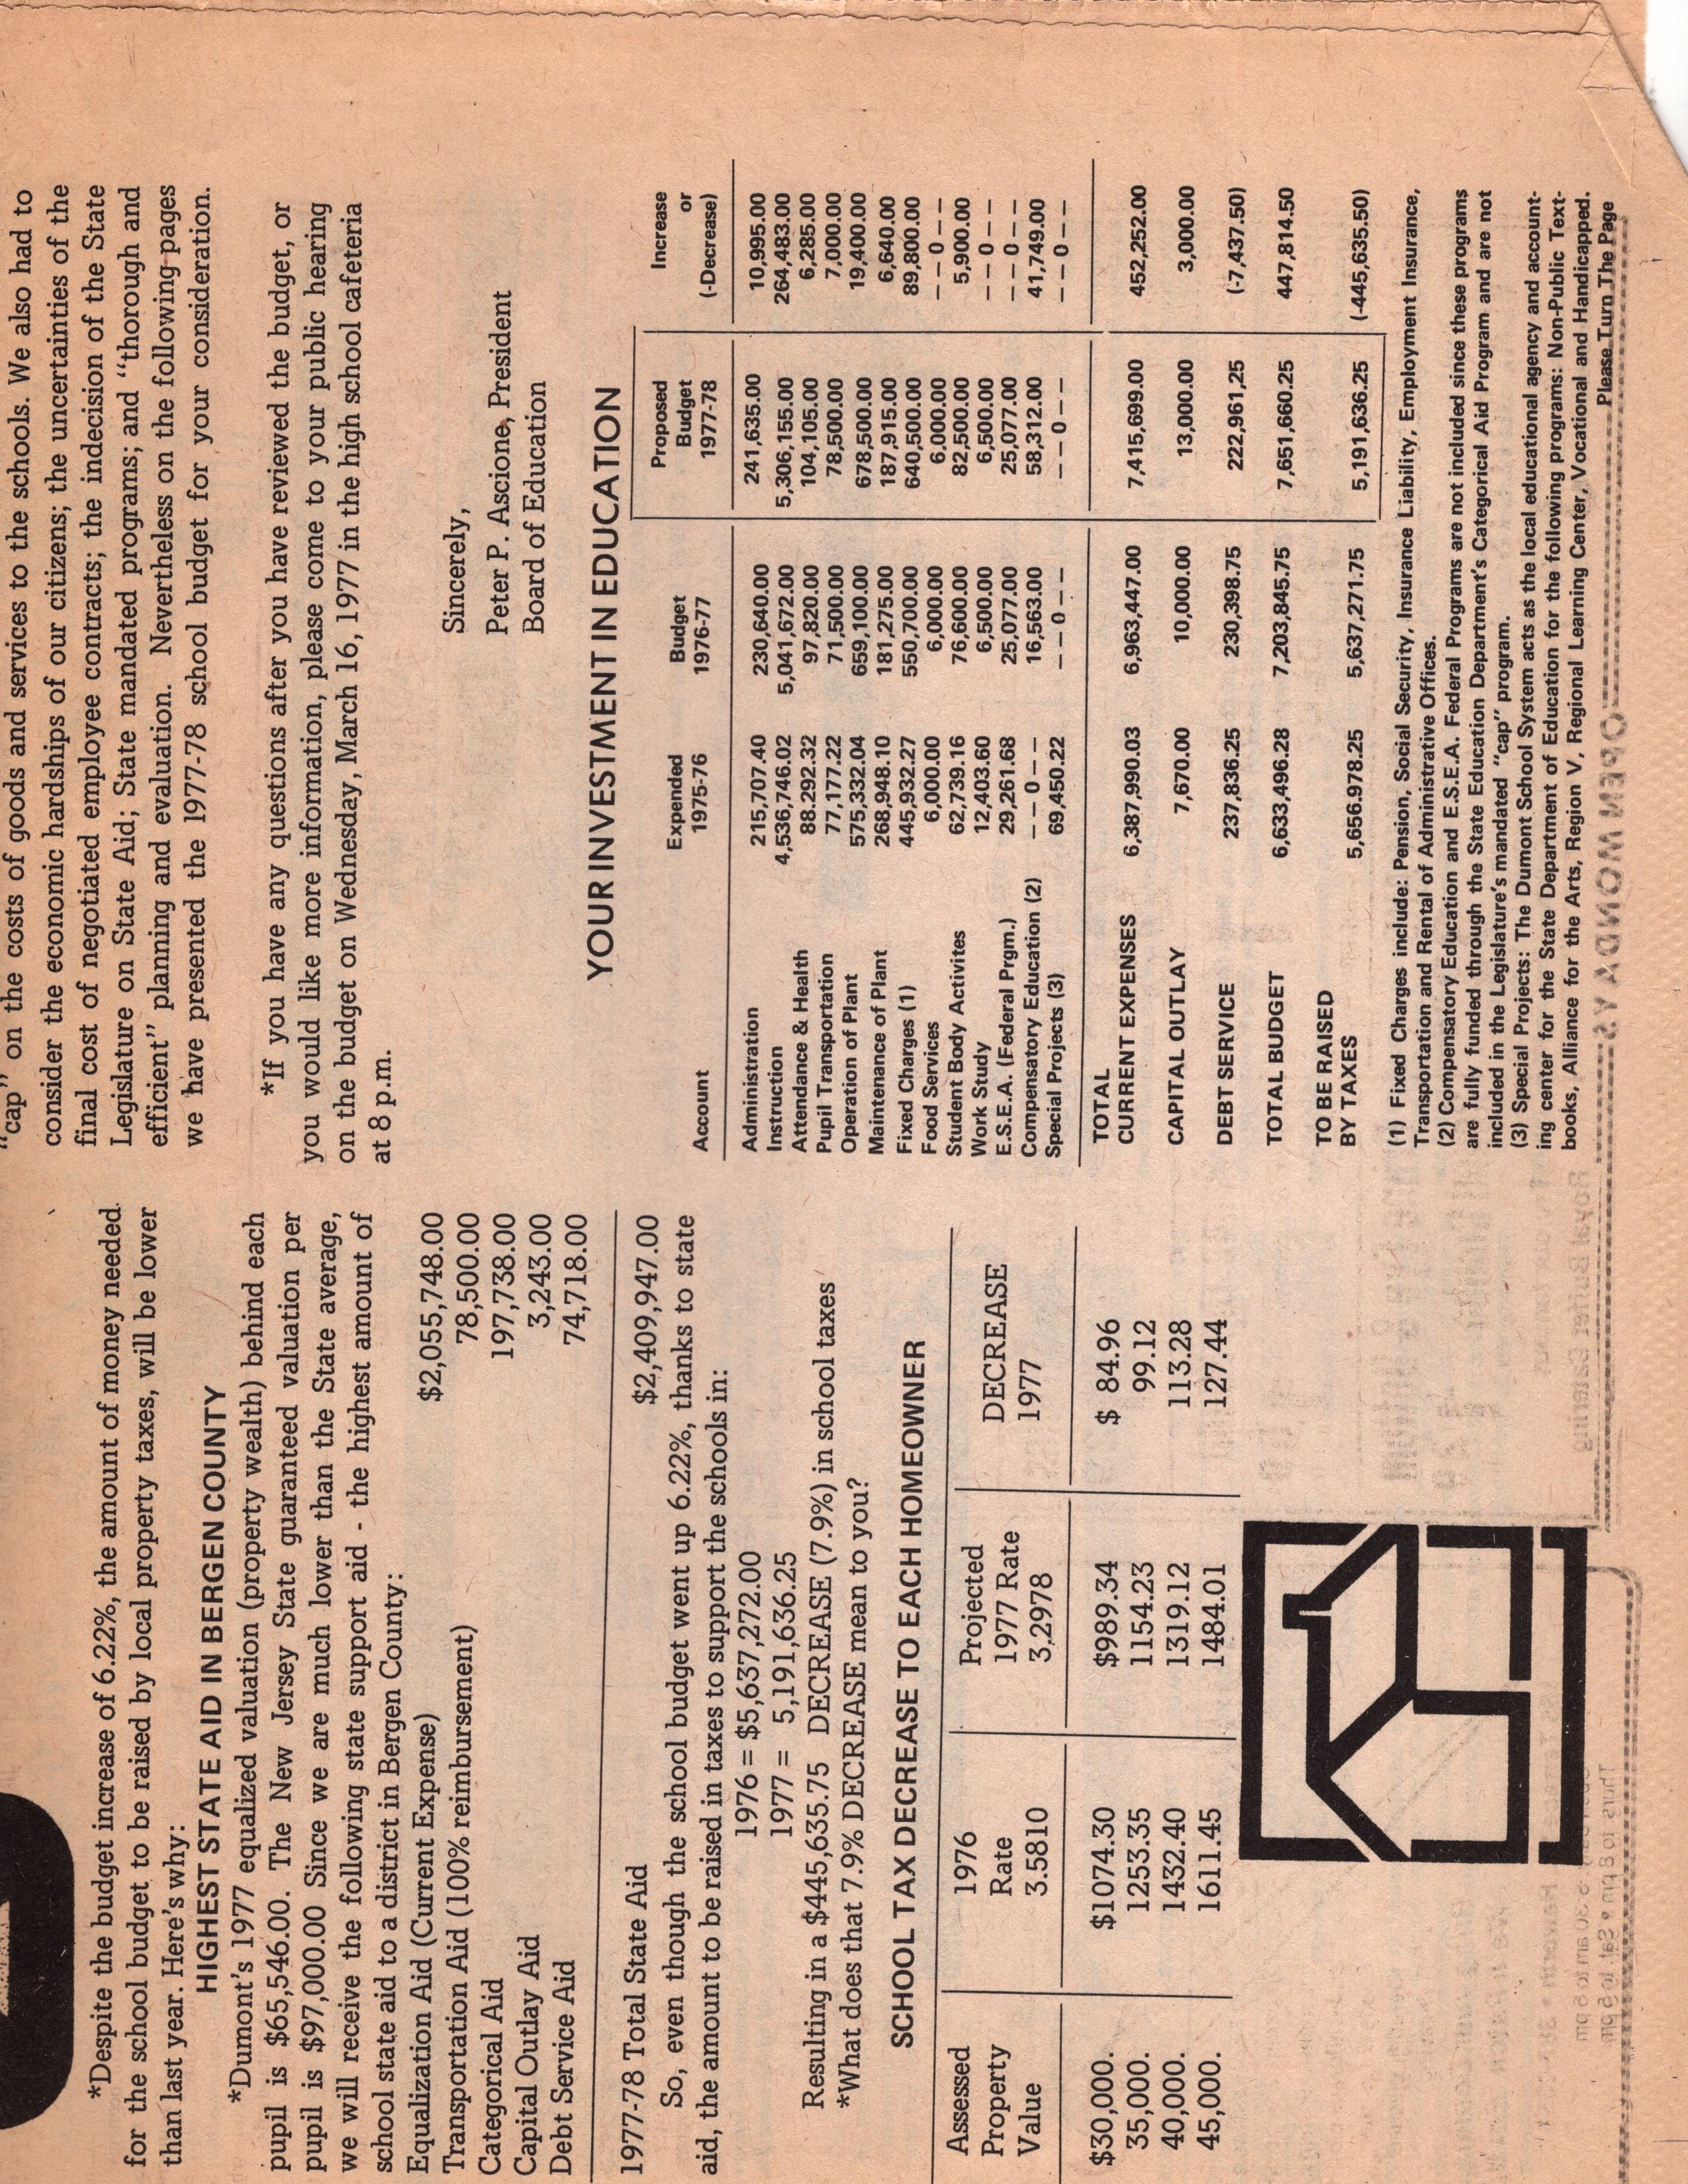 *Despite the budget increase of 6.22%, the amount of money needed
for the school budget to be raised by local property taxes, will be lower
than last year. Here's why:
HIGHEST STATE AID IN BERGEN COUNTY
*Dumont's 1977 equalized valuation (property wealth) behind each
pupil is $65,546.00. The New Jersey State guaranteed valuation per
pupil is $97,000.00 Since we are much lower than the State average,
we will receive the following state support aid - the highest amount of
school state aid to a district in Bergen County:
Equalization Aid (Current Expense) $2,055,748.00
Transportation Aid (100% reimbursement) 78,500.00
Categorical Aid 197,738.00
Capital Outlay Aid 3,243.00
Debt Service Aid 74,718.00
1977-78 Total State Aid $2,409,947.00
So, even though the school budget went up 6.22%, thanks to state
aid, the amount to be raised in taxes to support the schools in:
1976 = $5,637,272.00
1977 = 5,191,636.25
Resulting in a $445,635.75 DECREASE (7.9%) in school taxes
*What does that 7.9% DECREASE mean to you?
SCHOOL TAX DECREASE TO EACH HOMEOWNER
Assessed 1976 Projected DECREASE
Property Rate 1977 Rate 1977
Value 3.5810 3,2978
$30,000. $1074.30 $989.34 $ 84.96
35,000. 1253.35 1154.23 99.12
40,000. 1432.40 1319.12 113.28
45,000. 1611.45 1484.01 127.44
"cap" on the costs of goods and services to the schools. We also had to
consider the economic hardships of our citizens; the uncertainties of the
final cost of negotiated employee contracts; the indecision of the State
Legislature on State Aid; State mandated programs; and "thorough and
efficient" planning and evaluation. Nevertheless on the following pages
we have presented the 1977-78 school budget for your consideration.
*If you have any questions after you have reviewed the budget, or
you would like more information, please come to your public hearing
on the budget on Wednesday, March 16, 1977 in the high school cafeteria
at 8 p.m.
Sincerely,
Peter P. Ascione, President
Board of Education
YOUR INVESTMENT IN EDUCATION
Expended Budget Proposed Increase
Budget or
Account 1975-76 1976-77 1977-78 (-Decrease)
Administration 215,707.40 230,640.00 241,635.00 10,995.00
Instruction 4,536,746.02 5,041,672.00 5,306,155.00 264,483.00
Attendance & Health 88.292.32 97,820.00 104,105.00 6,285.00
Pupil Transportation 77,177.22 71,500.00 78,500.00 7,000.00
Operation of Plant 575,332.04 659,100.00 678,500.00 19,400.00
Maintenance of Plant 268,948.10 181,275.00 187,915.00 6,640.00
Fixed Charges (1) 445,932.27 550,700.00 640,500.00 89,800.00
Food Services 6,000.00 6,000.00 6,000.00 – – 0 – –
Student Body Activites 62,739.16 76,600.00 82,500.00 5,900.00
Work Study 12,403.60 6,500.00 6,500.00 – – 0 – –
E.S.E.A. (Federal Prgm.) 29,261.68 25,077.00 25,077.00 – – 0 – –
Compensatory Education (2) – – 0 – – 16,563.00 58,312.00 41,749.00
Special Projects (3) 69,450.22 – – 0 – – – – 0 – – – – 0 – –
TOTAL
CURRENT EXPENSES 6,387,990.03 6,963,447.00 7,415,699.00 452,252.00
CAPITAL OUTLAY 7,670.00 10,000.00 13,000.00 3,000.00
DEBT SERVICE 237,836.25 230,398.75 222,961,25 (-7,437.50)
TOTAL BUDGET 6,633,496.28 7,203,845.75 7,651,660.25 447,814.50
TO BE RAISED
BY TAXES 5,656.978.25 5,637,271.75 5,191,636.25 (-445,635.50)
(1) Fixed Charges include: Pension, Social Security, Insurance Liability, Employment Insurance,
Transportation and Rental of Administrative Offices.
(2) Compensatory Education and E.S.E.A. Federal Programs are not included since these programs
are fully funded through the State Education Department's Categorical Aid Program and are not
included in the Legislature's mandated "cap" program.
(3) Special Projects: The Dumont School System acts as the local educational agency and account-
ing center for the State Department of Education for the following programs: Non-Public Text-
books, Alliance for the Arts, Region V, Regional Learning Center, Vocational and Handicapped.
Please Turn The Page